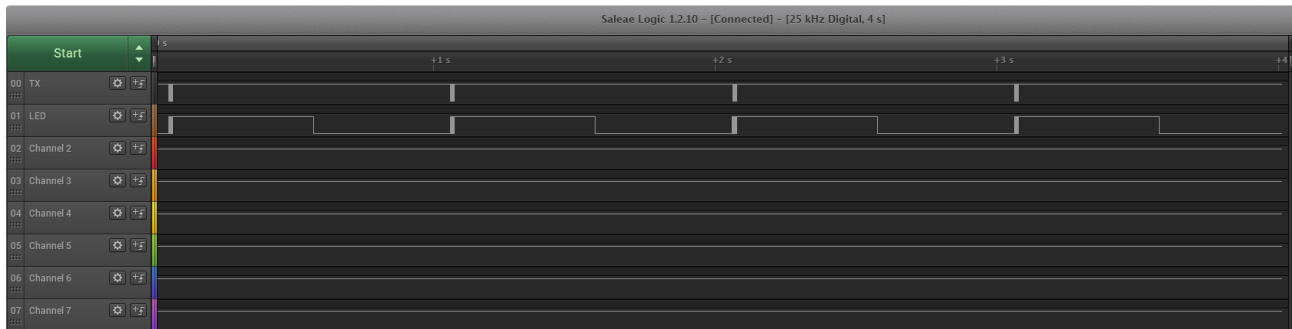 Saleae Logic 1.2.10 – [Connected] – [25 kHz Digital, 4 s]
Start
s
+1 s +2 s +3 s +4
00 TX
01 LED
02 Channel 2
03 Channel 3
04 Channel 4
05 Channel 5
06 Channel 6
07 Channel 7